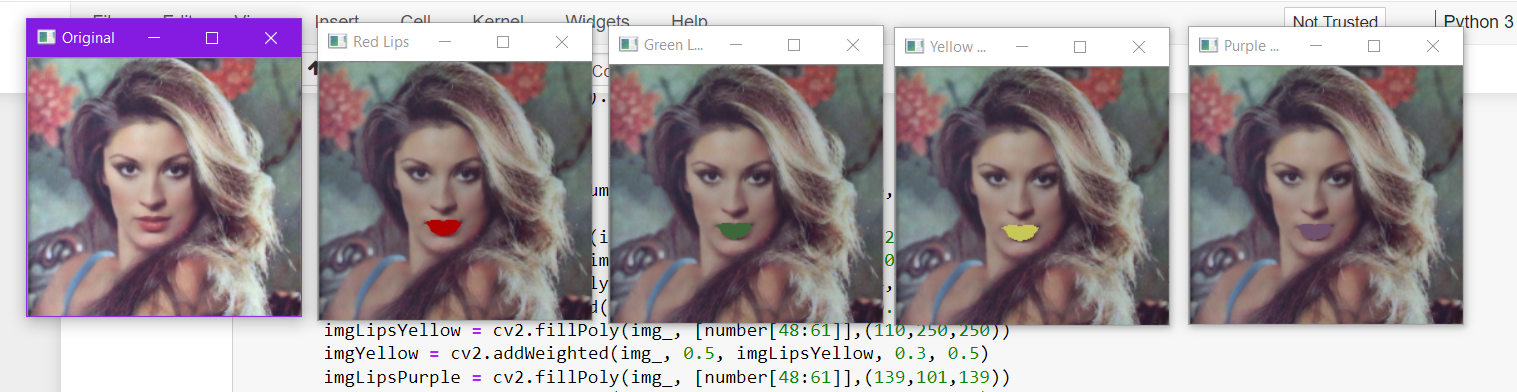 File Edit View Insert Cell Kernel Widgets Help
Not Trusted
Python 3
Original
Red Lips
Green L...
Yellow ...
Purple ...
imgLipsYellow = cv2.fillPoly(img_, [number[48:61]],(110,250,250))
imgYellow = cv2.addWeighted(img_, 0.5, imgLipsYellow, 0.3, 0.5)
imgLipsPurple = cv2.fillPoly(img_, [number[48:61]],(139,101,139))